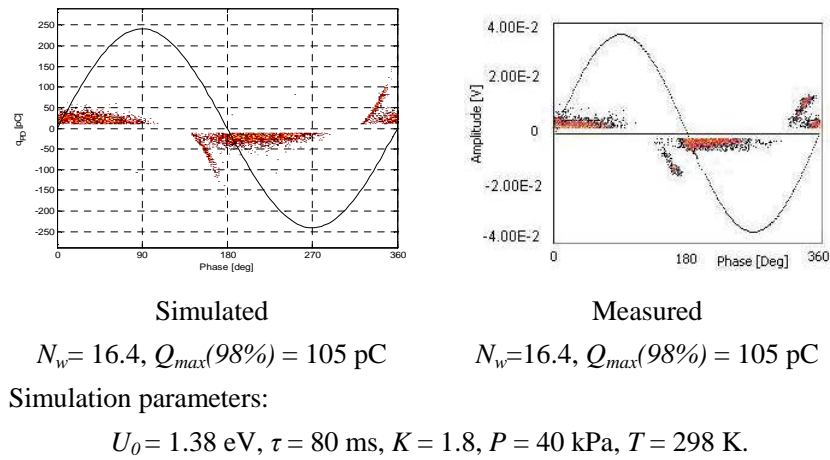 250
200
150
100
50
0
-50
-100
-150
-200
-250
q_PD [pC]
0 90 180 270 360
Phase [deg]
4.00E-2
2.00E-2
0
-2.00E-2
-4.00E-2
Amplitude [V]
0 180 Phase [Deg] 360
Simulated
N_w= 16.4, Q_max(98%) = 105 pC
Measured
N_w=16.4, Q_max(98%) = 105 pC
Simulation parameters:
U_0 = 1.38 eV, τ = 80 ms, K = 1.8, P = 40 kPa, T = 298 K.